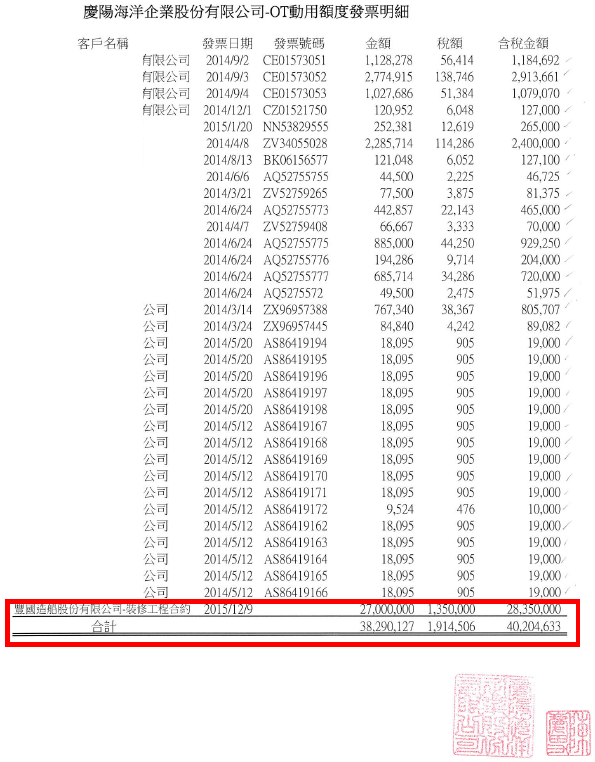 慶陽海洋企業股份有限公司-OT動用額度發票明細
客戶名稱 發票日期 發票號碼 金額 稅額 含稅金額
有限公司 2014/9/2 CE01573051 1,128,278 56,414 1,184,692
有限公司 2014/9/3 CE01573052 2,774,915 138,746 2,913,661
有限公司 2014/9/4 CE01573053 1,027,686 51,384 1,079,070
有限公司 2014/12/1 CZ01521750 120,952 6,048 127,000
2015/1/20 NN53829555 252,381 12,619 265,000
2014/4/8 ZV34055028 2,285,714 114,286 2,400,000
2014/8/13 BK06156577 121,048 6,052 127,100
2014/6/6 AQ52755755 44,500 2,225 46,725
2014/3/21 ZV52759265 77,500 3,875 81,375
2014/6/24 AQ52755773 442,857 22,143 465,000
2014/4/7 ZV52759408 66,667 3,333 70,000
2014/6/24 AQ52755775 885,000 44,250 929,250
2014/6/24 AQ52755776 194,286 9,714 204,000
2014/6/24 AQ52755777 685,714 34,286 720,000
2014/6/24 AQ5275572 49,500 2,475 51,975
公司 2014/3/14 ZX96957388 767,340 38,367 805,707
公司 2014/3/24 ZX96957445 84,840 4,242 89,082
公司 2014/5/20 AS86419194 18,095 905 19,000
公司 2014/5/20 AS86419195 18,095 905 19,000
公司 2014/5/20 AS86419196 18,095 905 19,000
公司 2014/5/20 AS86419197 18,095 905 19,000
公司 2014/5/20 AS86419198 18,095 905 19,000
公司 2014/5/12 AS86419167 18,095 905 19,000
公司 2014/5/12 AS86419168 18,095 905 19,000
公司 2014/5/12 AS86419169 18,095 905 19,000
公司 2014/5/12 AS86419170 18,095 905 19,000
公司 2014/5/12 AS86419171 18,095 905 19,000
公司 2014/5/12 AS86419172 9,524 476 10,000
公司 2014/5/12 AS86419162 18,095 905 19,000
公司 2014/5/12 AS86419163 18,095 905 19,000
公司 2014/5/12 AS86419164 18,095 905 19,000
公司 2014/5/12 AS86419165 18,095 905 19,000
公司 2014/5/12 AS86419166 18,095 905 19,000
豐國造船股份有限公司-裝修工程合約 2015/12/9 27,000,000 1,350,000 28,350,000
合計 38,290,127 1,914,506 40,204,633